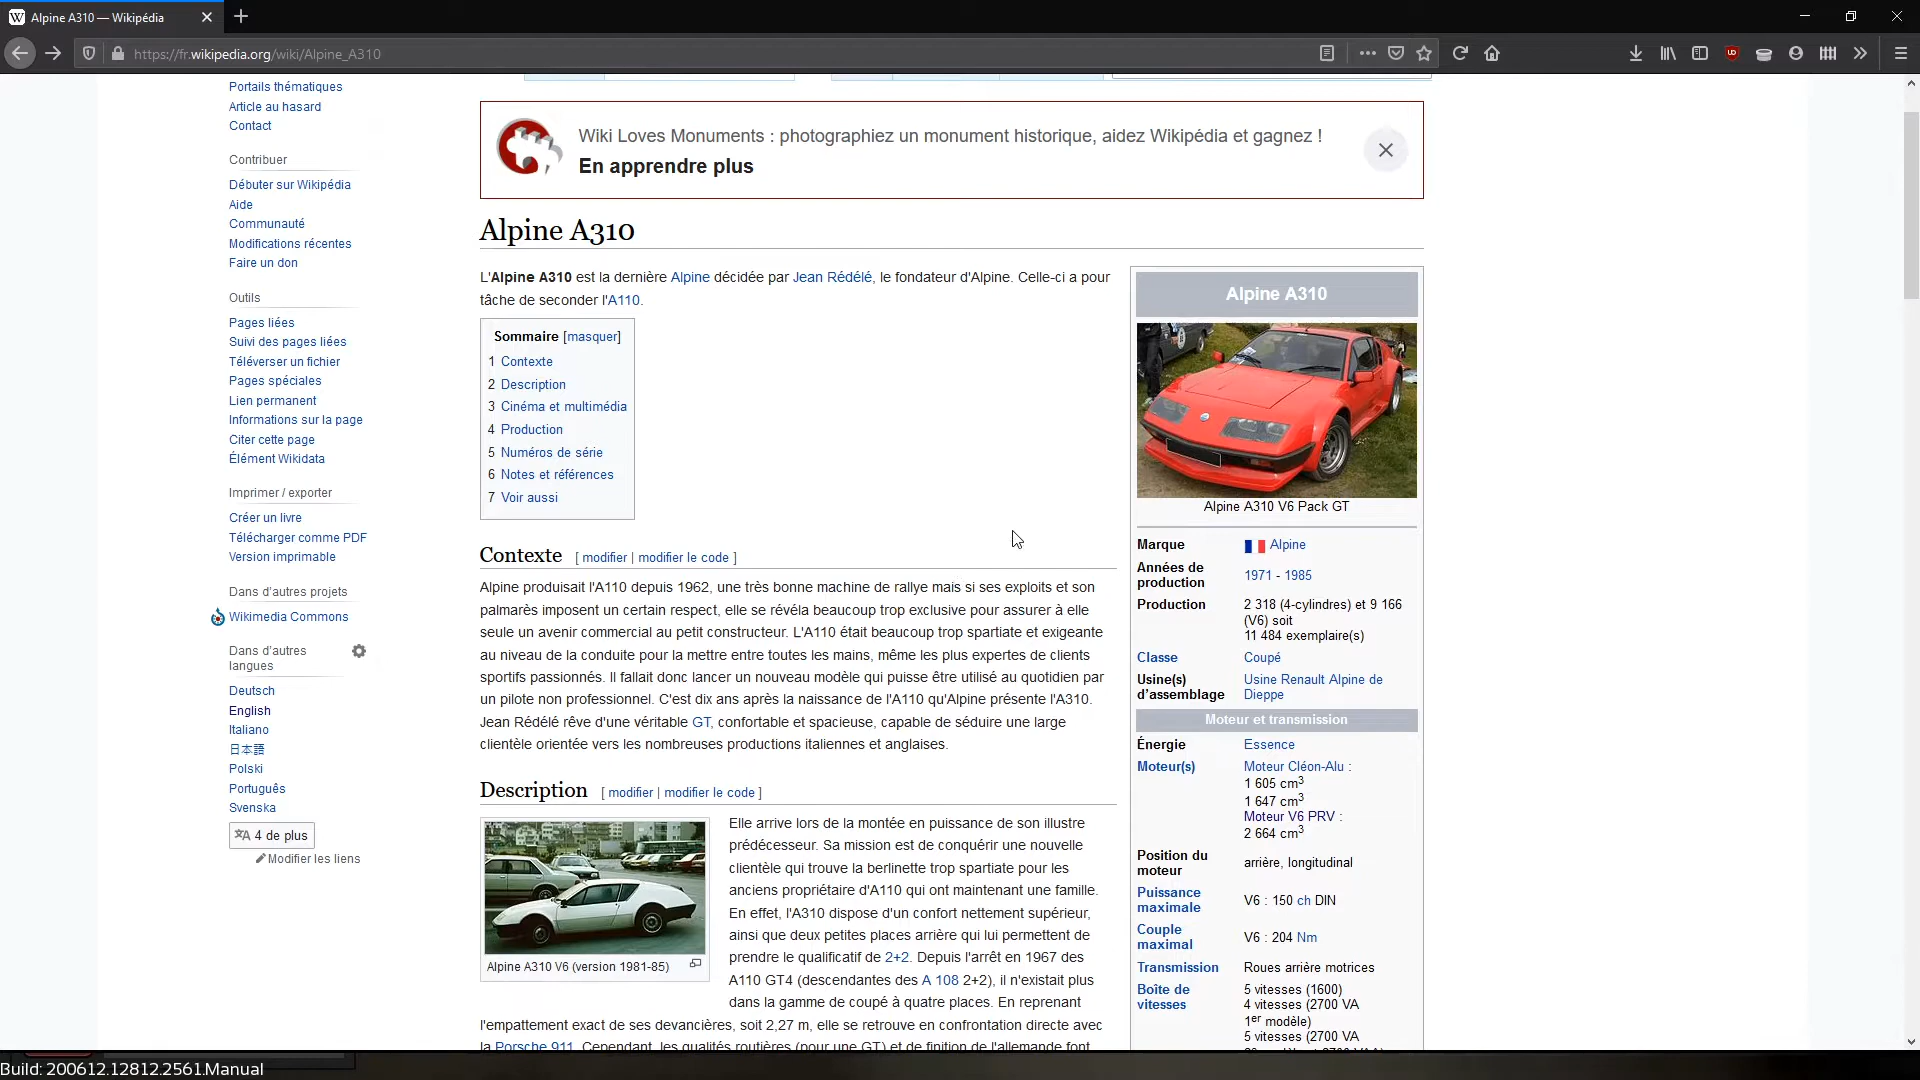 Alpine A310 — Wikipédia
https://fr.wikipedia.org/wiki/Alpine_A310
Portails thématiques
Article au hasard
Contact
Contribuer
Débuter sur Wikipédia
Aide
Communauté
Modifications récentes
Faire un don
Outils
Pages liées
Suivi des pages liées
Téléverser un fichier
Pages spéciales
Lien permanent
Informations sur la page
Citer cette page
Élément Wikidata
Imprimer / exporter
Créer un livre
Télécharger comme PDF
Version imprimable
Dans d'autres projets
Wikimedia Commons
Dans d'autres
langues
Deutsch
English
Italiano
日本語
Polski
Português
Svenska
4 de plus
Modifier les liens
Wiki Loves Monuments : photographiez un monument historique, aidez Wikipédia et gagnez !
En apprendre plus
Alpine A310
L'Alpine A310 est la dernière Alpine décidée par Jean Rédélé, le fondateur d'Alpine. Celle-ci a pour
tâche de seconder l'A110.
Sommaire [masquer]
1 Contexte
2 Description
3 Cinéma et multimédia
4 Production
5 Numéros de série
6 Notes et références
7 Voir aussi
Contexte [ modifier | modifier le code ]
Alpine produisait l'A110 depuis 1962, une très bonne machine de rallye mais si ses exploits et son
palmarès imposent un certain respect, elle se révéla beaucoup trop exclusive pour assurer à elle
seule un avenir commercial au petit constructeur. L'A110 était beaucoup trop spartiate et exigeante
au niveau de la conduite pour la mettre entre toutes les mains, même les plus expertes de clients
sportifs passionnés. Il fallait donc lancer un nouveau modèle qui puisse être utilisé au quotidien par
un pilote non professionnel. C'est dix ans après la naissance de l'A110 qu'Alpine présente l'A310.
Jean Rédélé rêve d'une véritable GT, confortable et spacieuse, capable de séduire une large
clientèle orientée vers les nombreuses productions italiennes et anglaises.
Description [ modifier | modifier le code ]
Alpine A310 V6 (version 1981-85)
Elle arrive lors de la montée en puissance de son illustre
prédécesseur. Sa mission est de conquérir une nouvelle
clientèle qui trouve la berlinette trop spartiate pour les
anciens propriétaire d'A110 qui ont maintenant une famille.
En effet, l'A310 dispose d'un confort nettement supérieur,
ainsi que deux petites places arrière qui lui permettent de
prendre le qualificatif de 2+2. Depuis l'arrêt en 1967 des
A110 GT4 (descendantes des A 108 2+2), il n'existait plus
dans la gamme de coupé à quatre places. En reprenant
l'empattement exact de ses devancières, soit 2,27 m, elle se retrouve en confrontation directe avec
la Porsche 911. Cependant, les qualités routières (pour une GT) et de finition de l'allemande font
Alpine A310
Alpine A310 V6 Pack GT
Marque Alpine
Années de
production 1971 - 1985
Production 2 318 (4-cylindres) et 9 166
(V6) soit
11 484 exemplaire(s)
Classe Coupé
Usine(s)
d'assemblage Usine Renault Alpine de
Dieppe
Moteur et transmission
Énergie Essence
Moteur(s) Moteur Cléon-Alu :
1 605 cm3
1 647 cm3
Moteur V6 PRV :
2 664 cm3
Position du
moteur arrière, longitudinal
Puissance
maximale V6 : 150 ch DIN
Couple
maximal V6 : 204 Nm
Transmission Roues arrière motrices
Boîte de
vitesses 5 vitesses (1600)
4 vitesses (2700 VA
1er modèle)
5 vitesses (2700 VA
Build: 200612.12812.2561.Manual